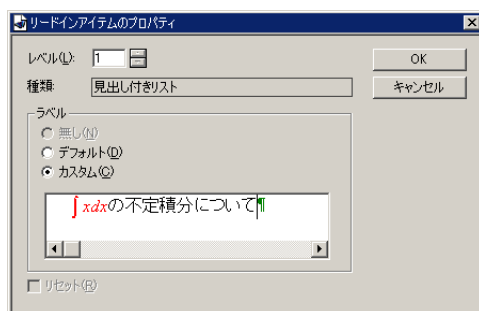 リードインアイテムのプロパティ
レベル(L): 1
OK
種類: 見出し付きリスト
キャンセル
ラベル
無し(N)
デフォルト(D)
カスタム(C)
∫xdxの不定積分について¶
リセット(R)